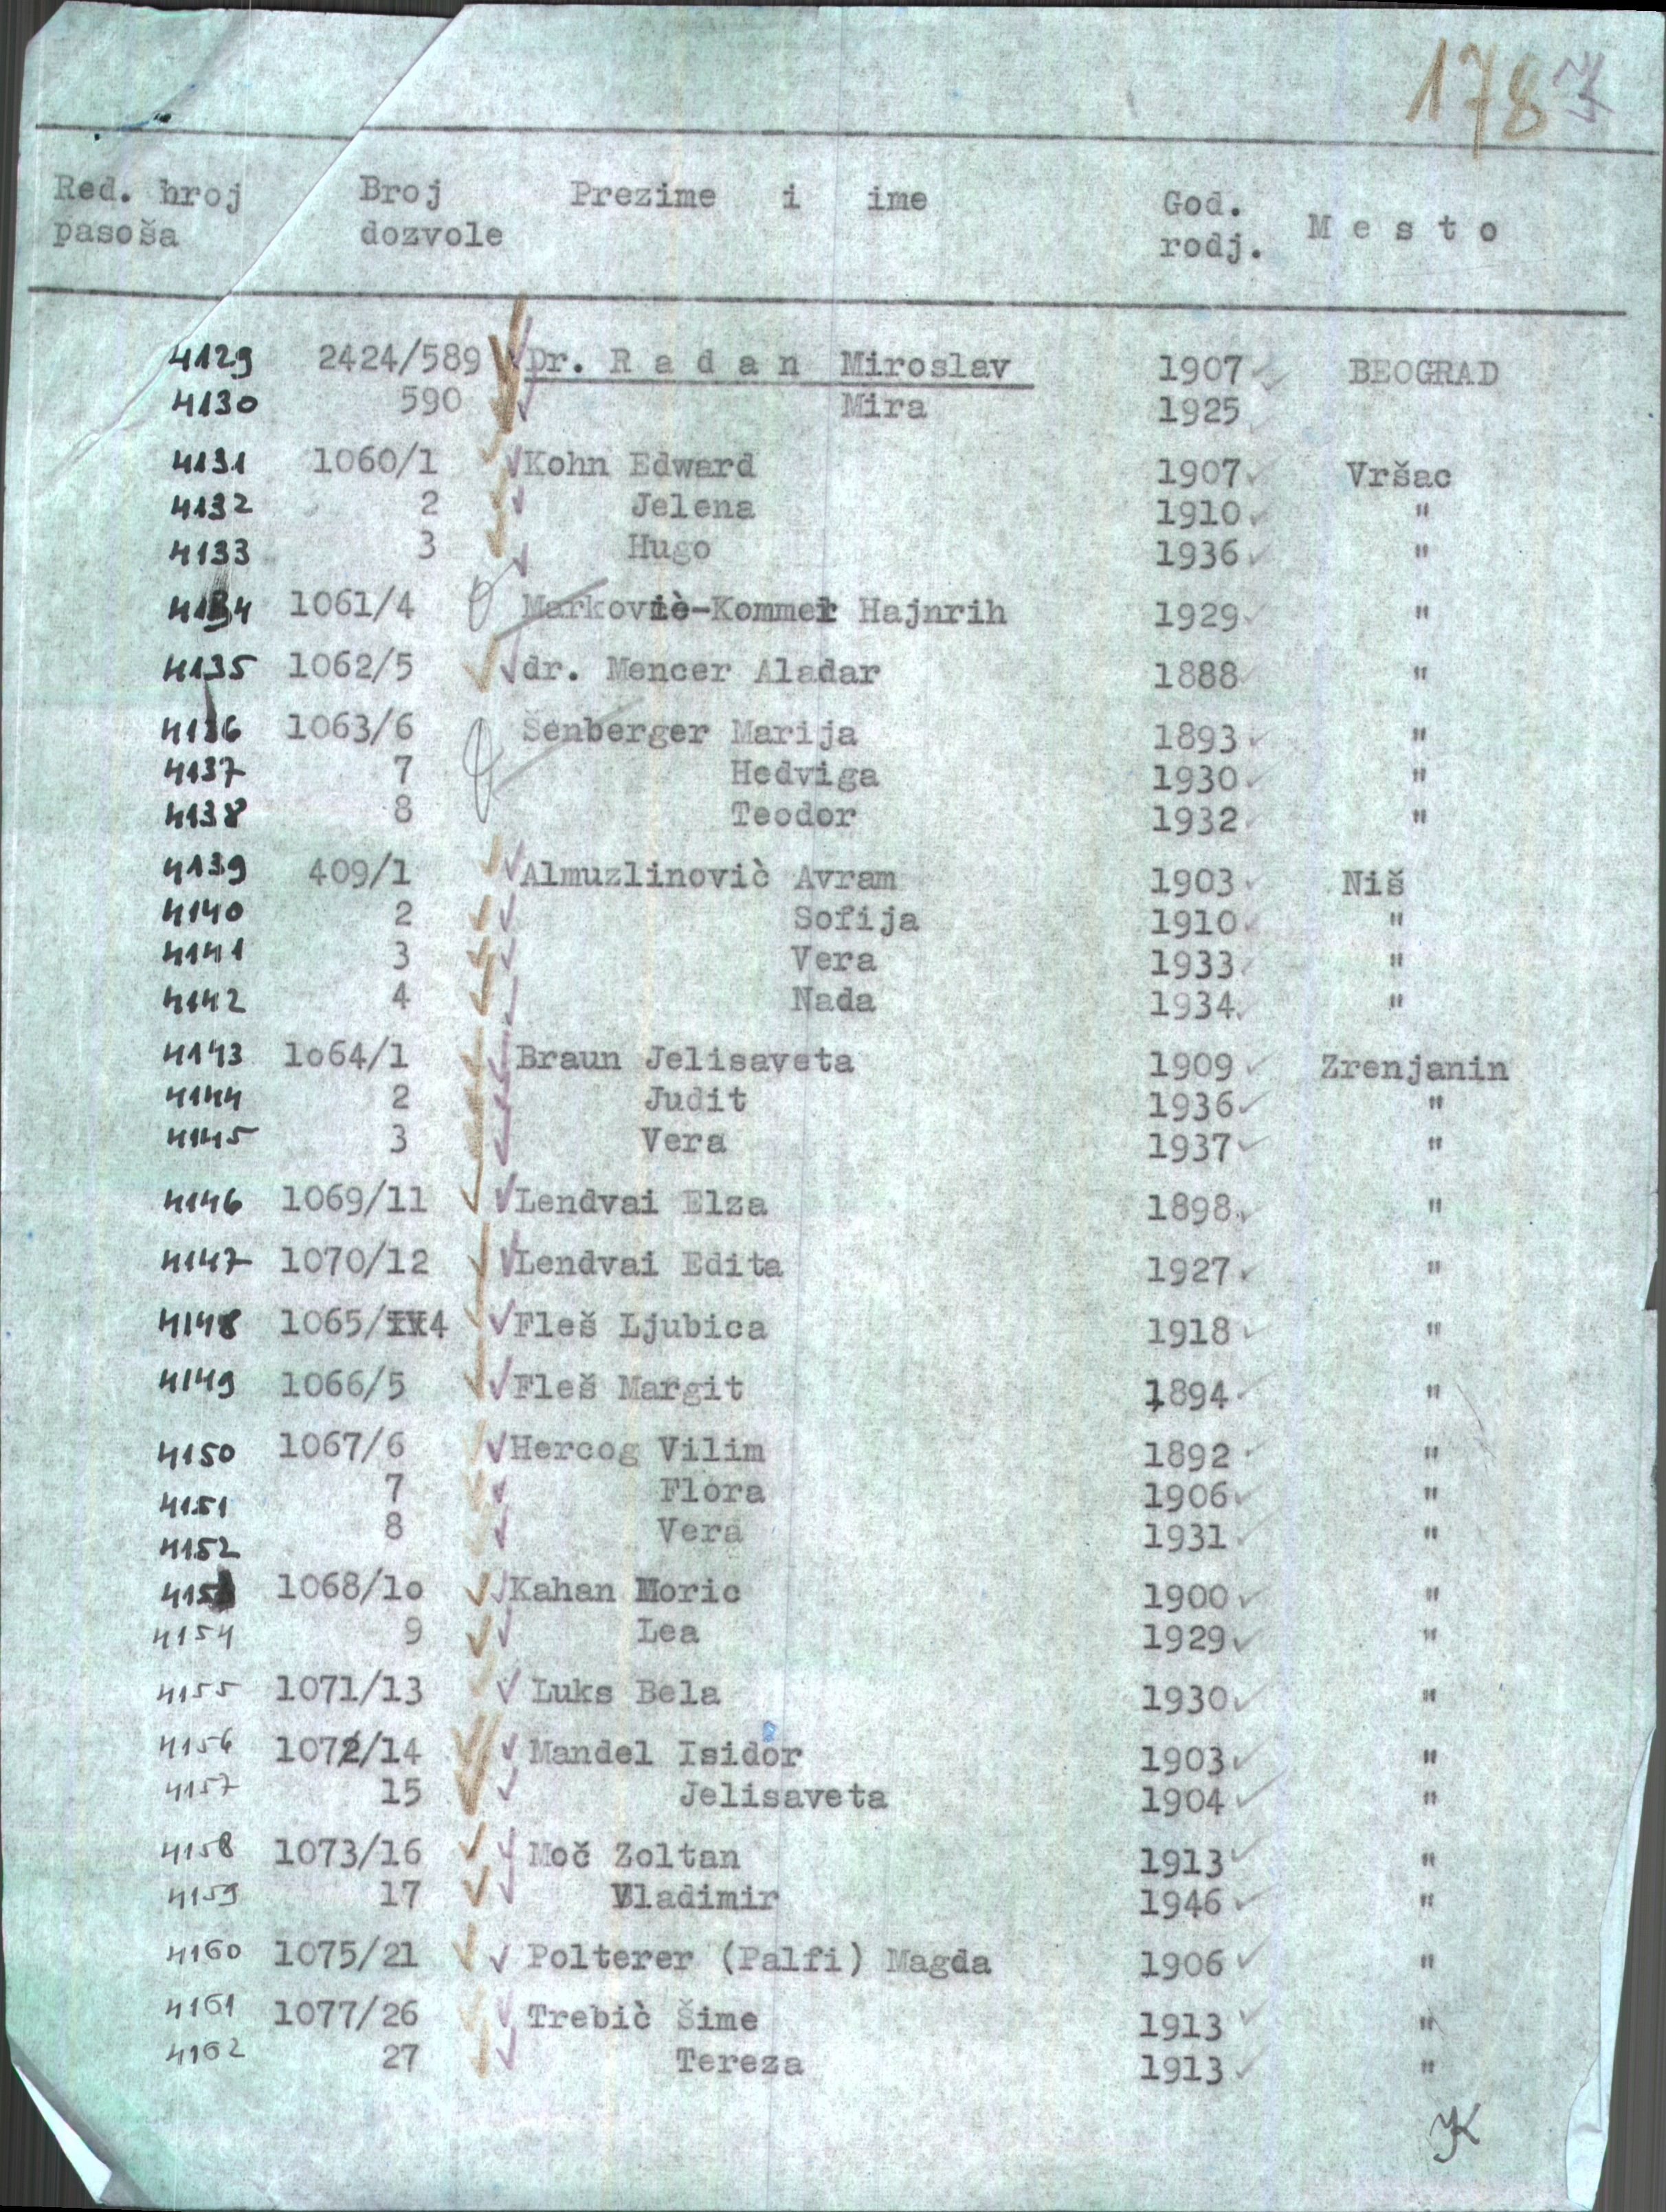 178
Red. hroj Broj Prezime i ime God. M e s t o
pasoša dozvole rodj.
4129 2424/589 Dr. R a d a n Miroslav 1907 BEOGRAD
4130 590 Mira 1925
4131 1060/1 Kohn Edward 1907 Vršac
4132 2 Jelena 1910 "
4133 3 Hugo 1936 "
4134 1061/4 Markoviè-Kommer Hajnrih 1929 "
4135 1062/5 dr. Mencer Aladar 1888 "
4136 1063/6 Šenberger Marija 1893 "
4137 7 Hedviga 1930 "
4138 8 Teodor 1932 "
4139 409/1 Almuzlinoviè Avram 1903 Niš
4140 2 Sofija 1910 "
4141 3 Vera 1933 "
4142 4 Nada 1934 "
4143 1o64/1 Braun Jelisaveta 1909 Zrenjanin
4144 2 Judit 1936 "
4145 3 Vera 1937 "
4146 1069/11 Lendvai Elza 1898 "
4147 1070/12 Lendvai Edita 1927 "
4148 1065/4 Fleš Ljubica 1918 "
4149 1066/5 Fleš Margit 1894 "
4150 1067/6 Hercog Vilim 1892 "
4151 7 Flora 1906 "
4152 8 Vera 1931 "
4153 1068/1o Kahan Moric 1900 "
4154 9 Lea 1929 "
4155 1071/13 Luks Bela 1930 "
4156 1072/14 Mandel Isidor 1903 "
4157 15 Jelisaveta 1904 "
4158 1073/16 Moč Zoltan 1913 "
4159 17 Vladimir 1946 "
4160 1075/21 Polterer (Palfi) Magda 1906 "
4161 1077/26 Trebiè Šime 1913 "
4162 27 Tereza 1913 "